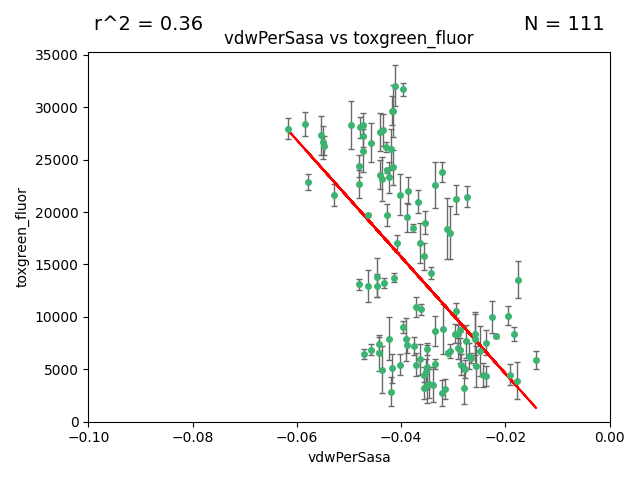 r^2 = 0.36
N = 111
vdwPerSasa vs toxgreen_fluor
35000
30000
25000
20000
15000
10000
5000
0
toxgreen_fluor
−0.10
−0.08
−0.06
−0.04
−0.02
0.00
vdwPerSasa